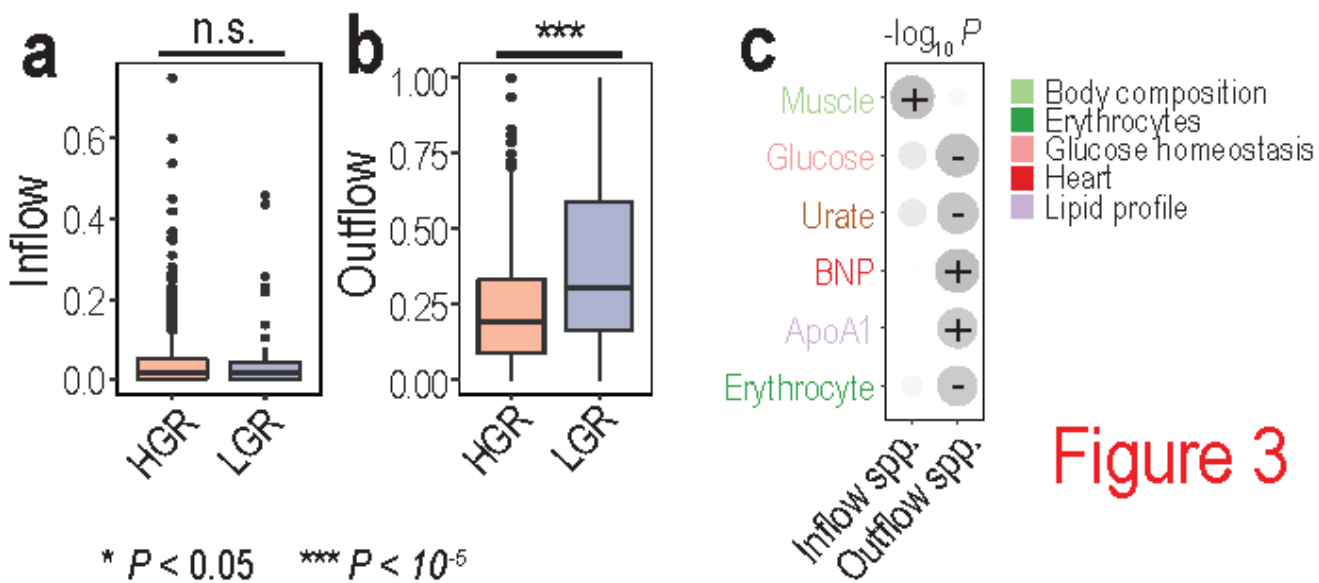 a
n.s.
Inflow
0.6
0.4
0.2
0.0
HGR
LGR
b
***
Outflow
1.00
0.75
0.50
0.25
0.00
HGR
LGR
c
-log10 P
Muscle
+
Glucose
-
Urate
-
BNP
+
ApoA1
+
Erythrocyte
-
Inflow spp.
Outflow spp.
Body composition
Erythrocytes
Glucose homeostasis
Heart
Lipid profile
Figure 3
* P < 0.05 *** P < 10-5